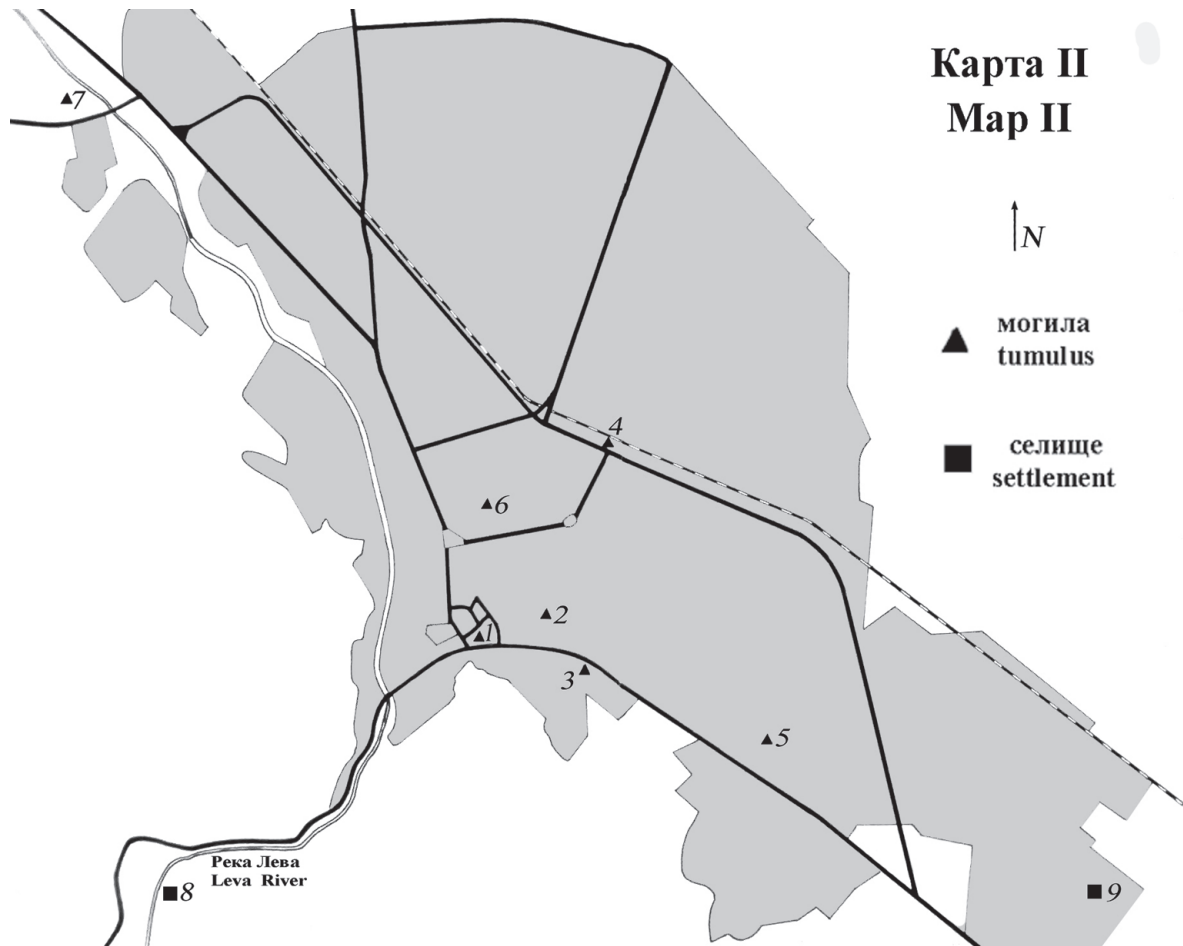 Карта II
Map II
N
могила
tumulus
селище
settlement
7
4
6
2
1
3
5
Река Лева
Leva River
8
9